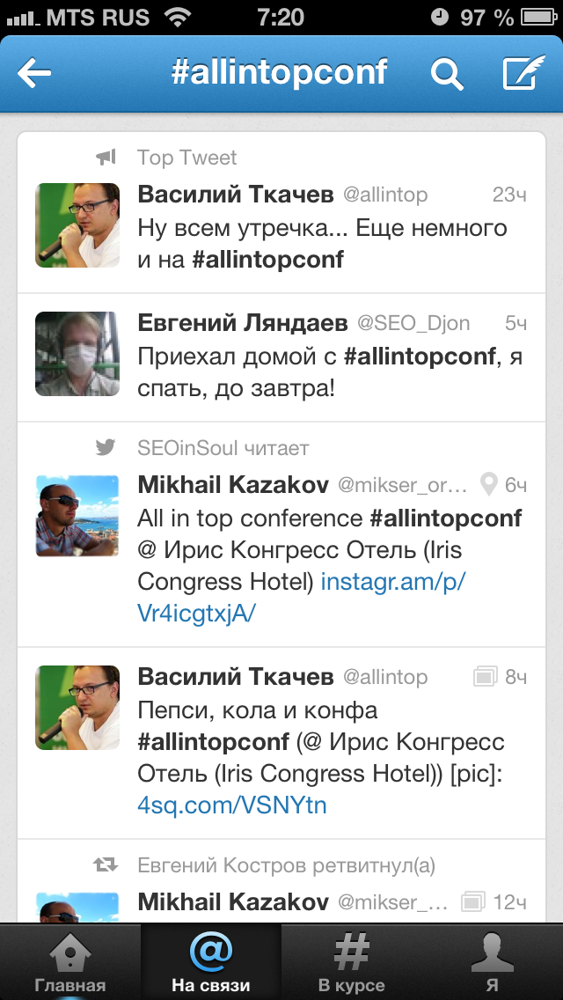 MTS RUS 7:20 97 %
#allintopconf
Top Tweet
Василий Ткачев @allintop 23ч
Ну всем утречка... Еще немного
и на #allintopconf
Евгений Ляндаев @SEO_Djon 5ч
Приехал домой с #allintopconf, я
спать, до завтра!
SEOinSoul читает
Mikhail Kazakov @mikser_or... 6ч
All in top conference #allintopconf
@ Ирис Конгресс Отель (Iris
Congress Hotel) instagr.am/p/
Vr4icgtxjA/
Василий Ткачев @allintop 8ч
Пепси, кола и конфа
#allintopconf (@ Ирис Конгресс
Отель (Iris Congress Hotel)) [pic]:
4sq.com/VSNYtn
Евгений Костров ретвитнул(а)
Mikhail Kazakov @mikser_... 12ч
Главная На связи В курсе Я